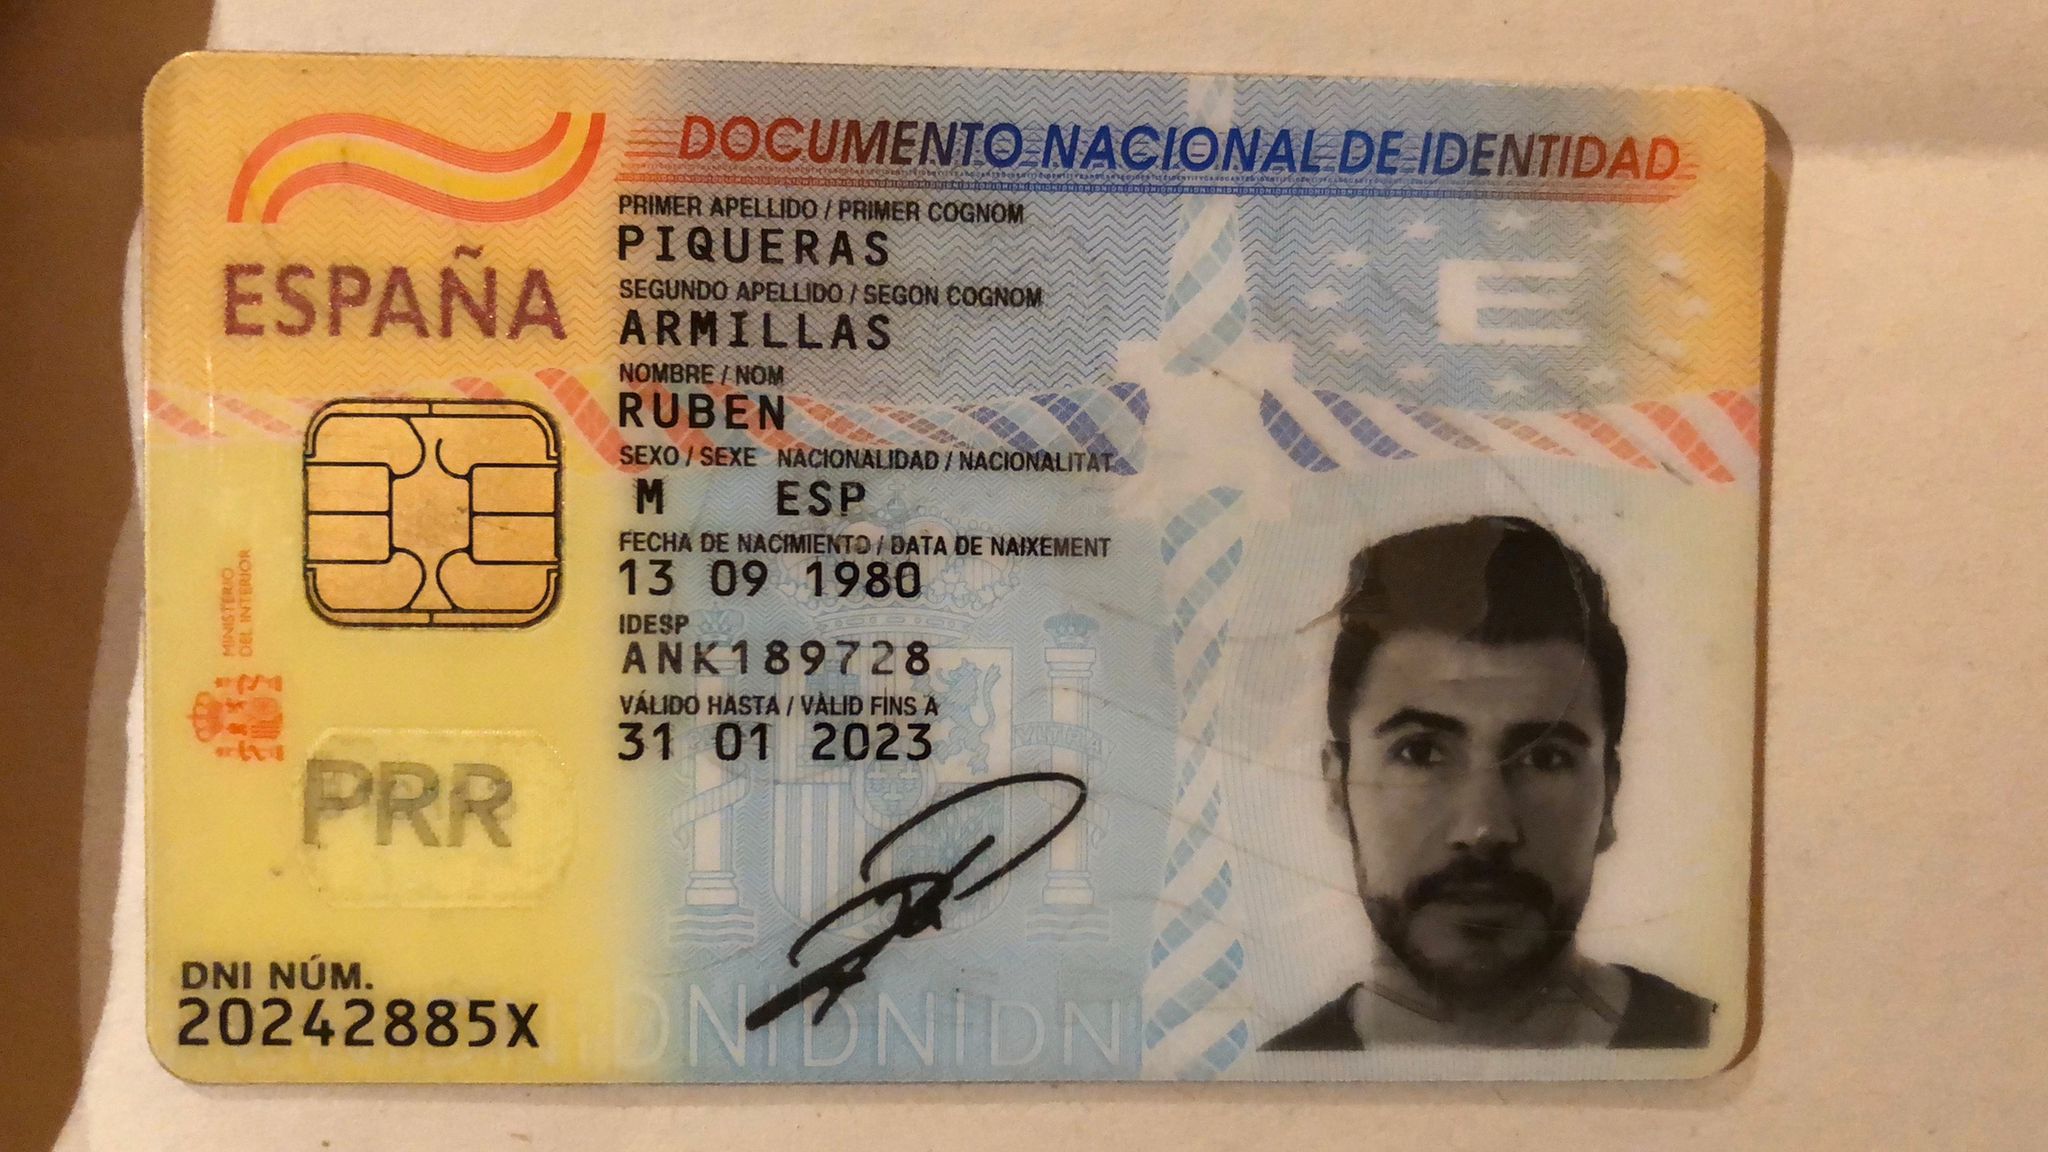 DOCUMENTO NACIONAL DE IDENTIDAD
ESPAÑA
PRIMER APELLIDO / PRIMER COGNOM
PIQUERAS
SEGUNDO APELLIDO / SEGON COGNOM
ARMILLAS
NOMBRE / NOM
RUBEN
SEXO / SEXE NACIONALIDAD / NACIONALITAT
M ESP
FECHA DE NACIMIENTO / DATA DE NAIXEMENT
13 09 1980
IDESP
ANK189728
VÁLIDO HASTA / VÀLID FINS A
31 01 2023
MINISTERIO
DEL INTERIOR
PRR
E
DNI NÚM.
20242885X
DNIDNIDNIDN